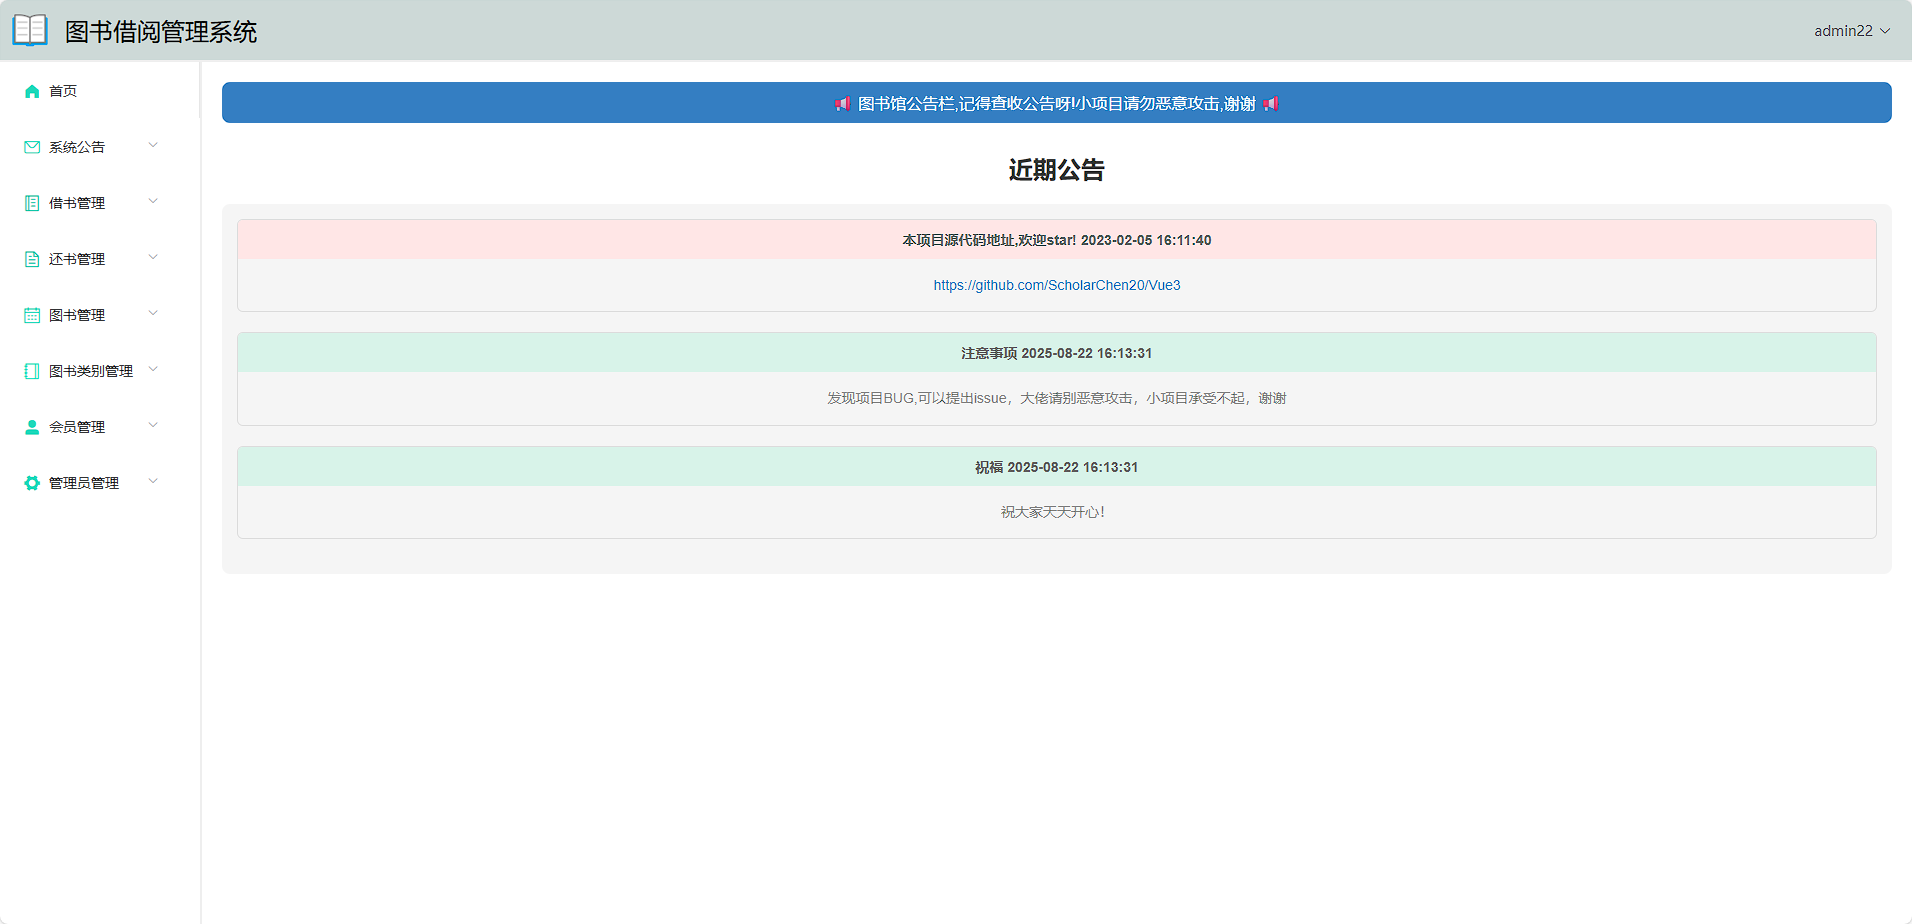 图书借阅管理系统
admin22
首页
系统公告
借书管理
还书管理
图书管理
图书类别管理
会员管理
管理员管理
图书馆公告栏,记得查收公告呀!小项目请勿恶意攻击,谢谢
近期公告
本项目源代码地址,欢迎star! 2023-02-05 16:11:40
https://github.com/ScholarChen20/Vue3
注意事项 2025-08-22 16:13:31
发现项目BUG,可以提出issue，大佬请别恶意攻击，小项目承受不起，谢谢
祝福 2025-08-22 16:13:31
祝大家天天开心！